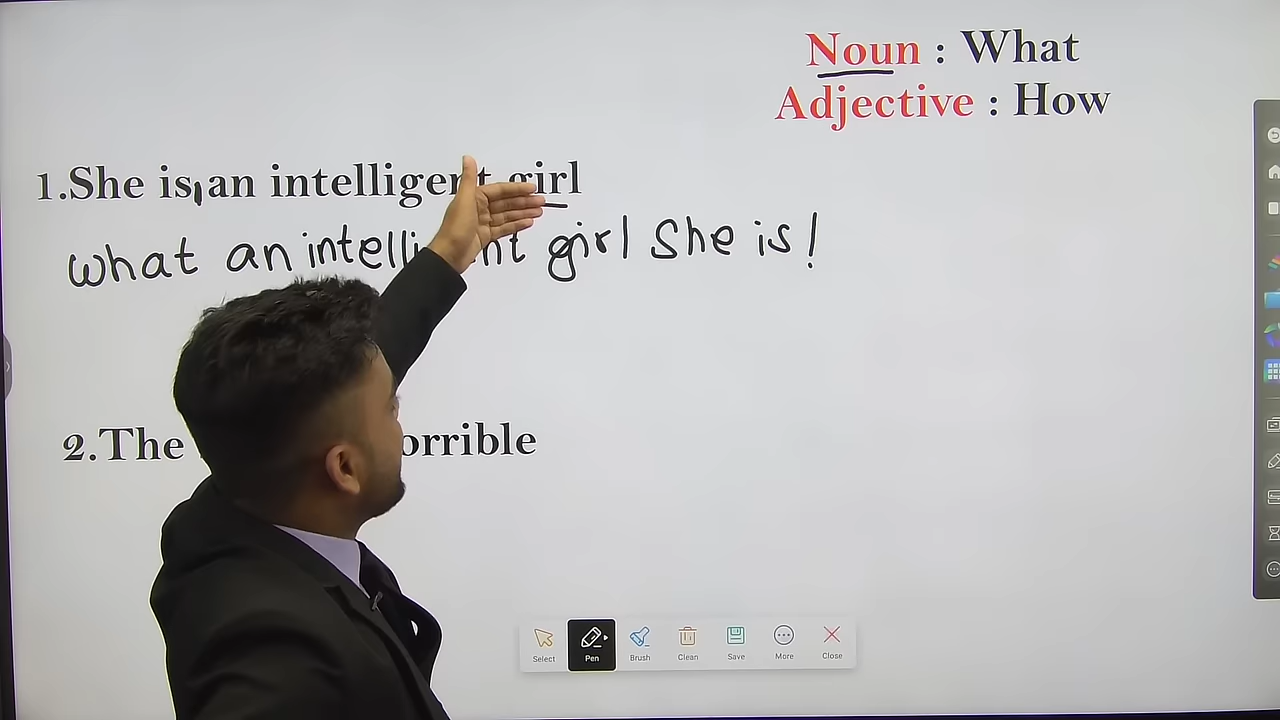 Noun : What
Adjective : How
1.She is an intelligent girl
what an intelligent girl She is!
2.The
Select
Pen
Brush
Clean
Save
More
Close